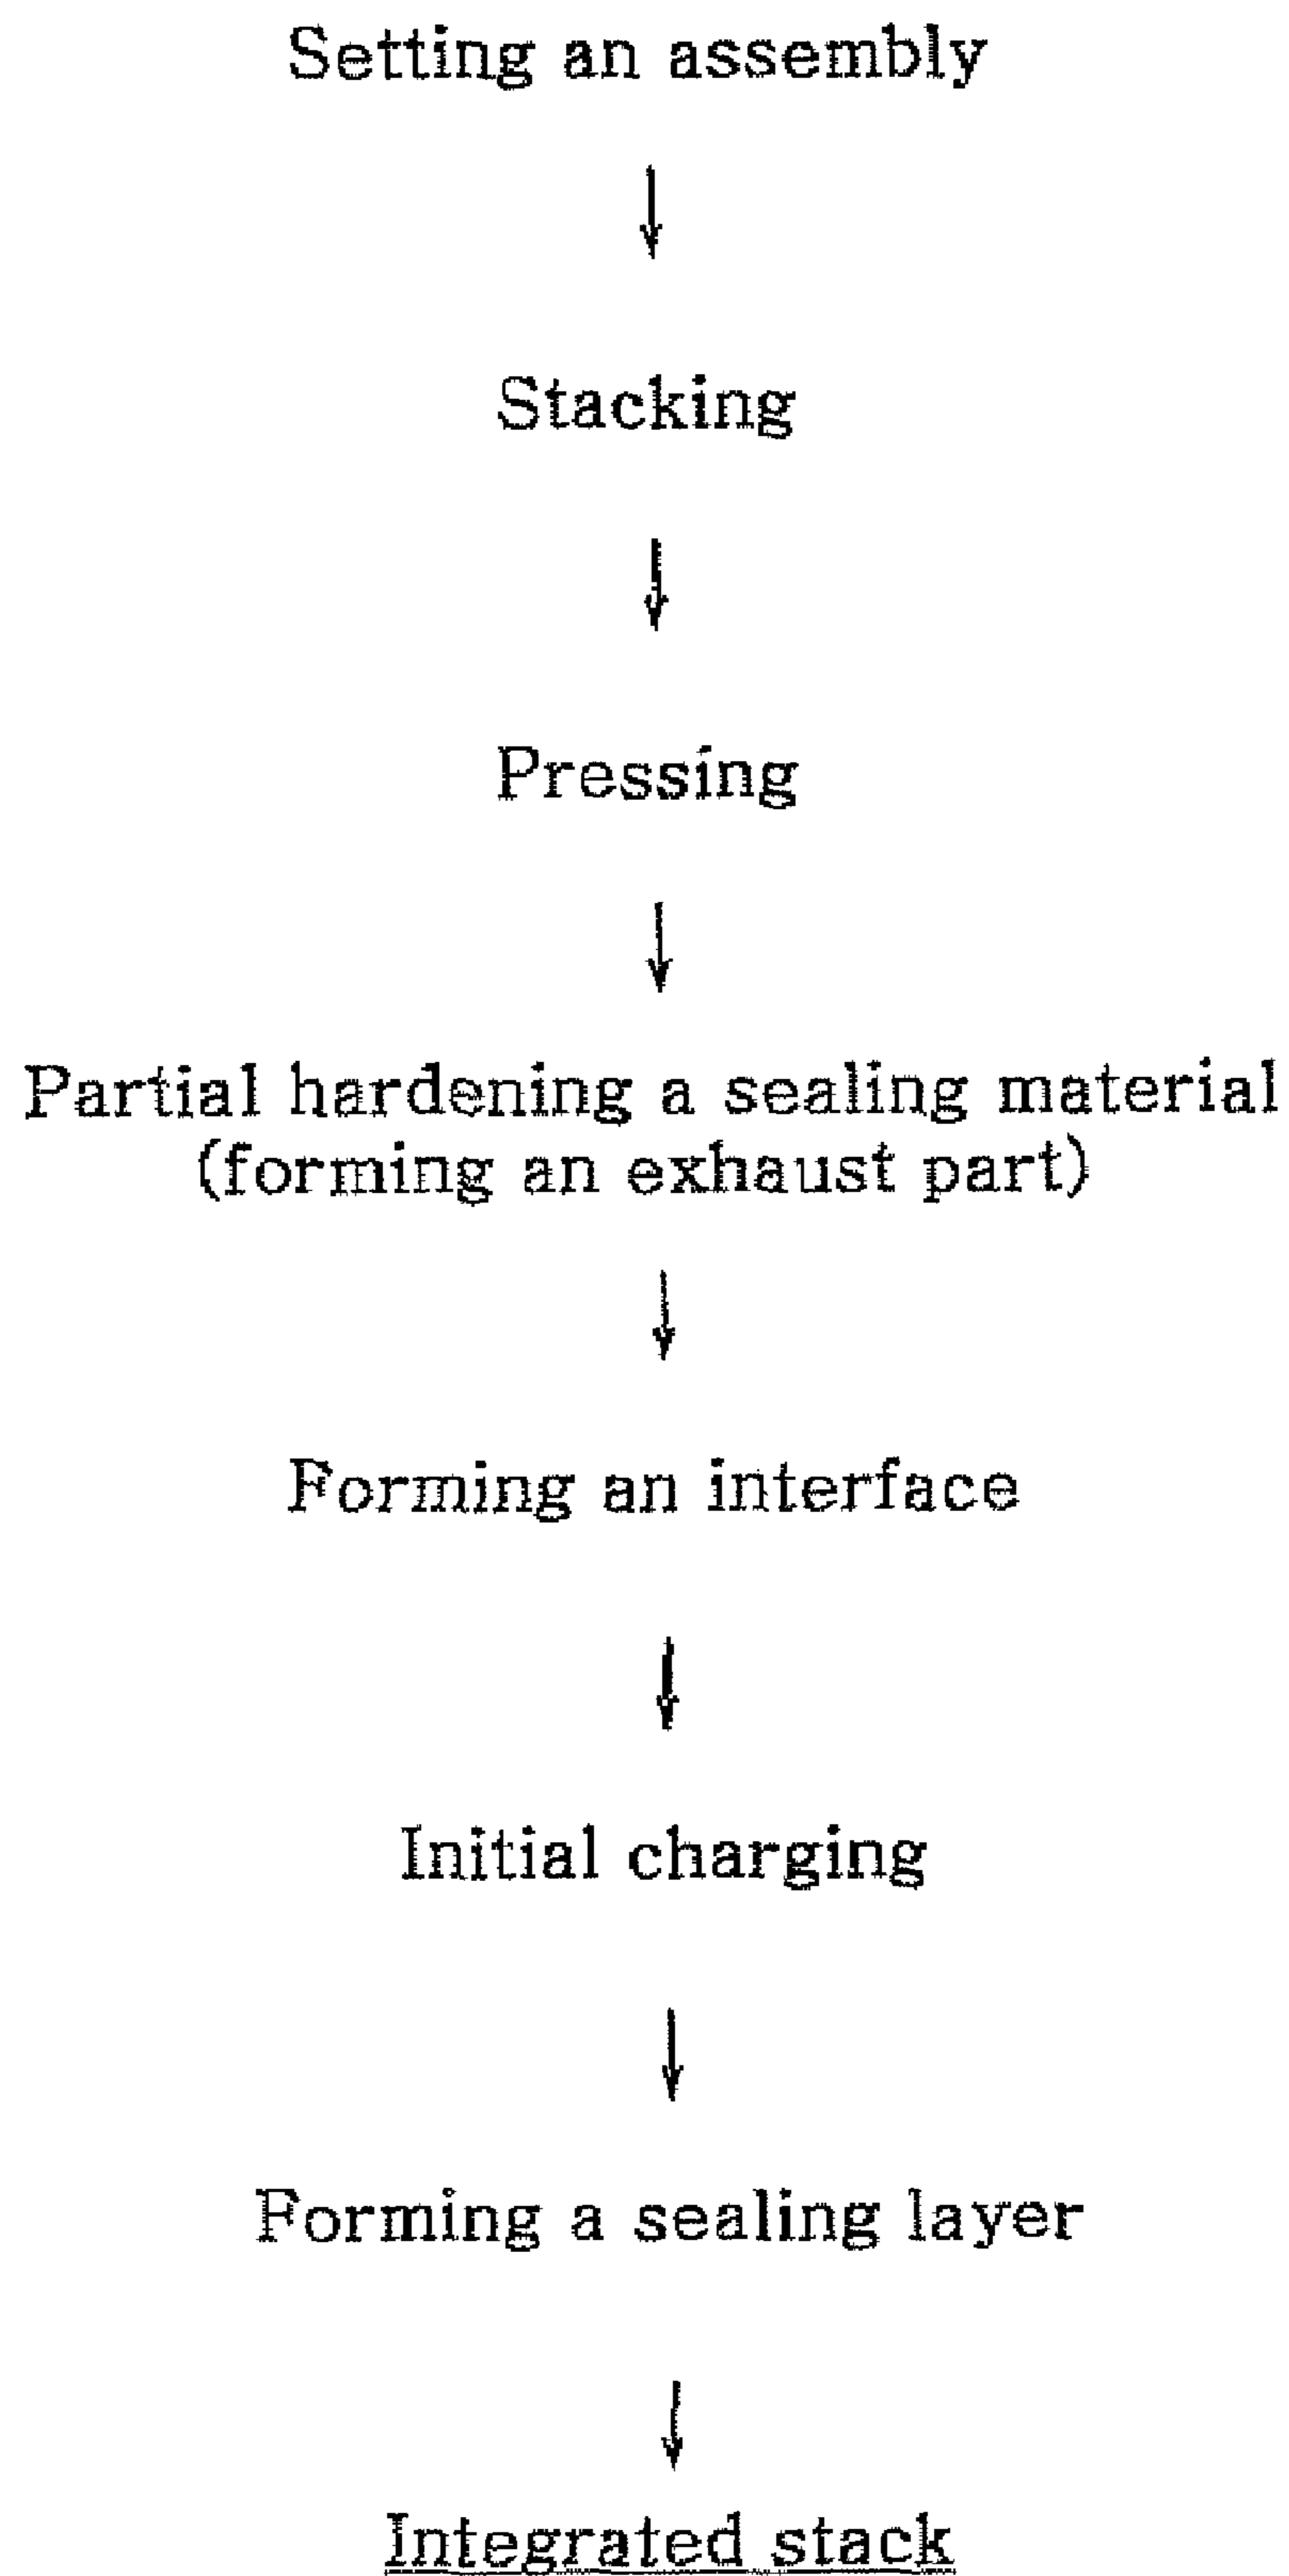 Setting an assembly
↓
Stacking
↓
Pressing
↓
Partial hardening a sealing material
(forming an exhaust part)
↓
Forming an interface
↓
Initial charging
↓
Forming a sealing layer
↓
Integrated stack